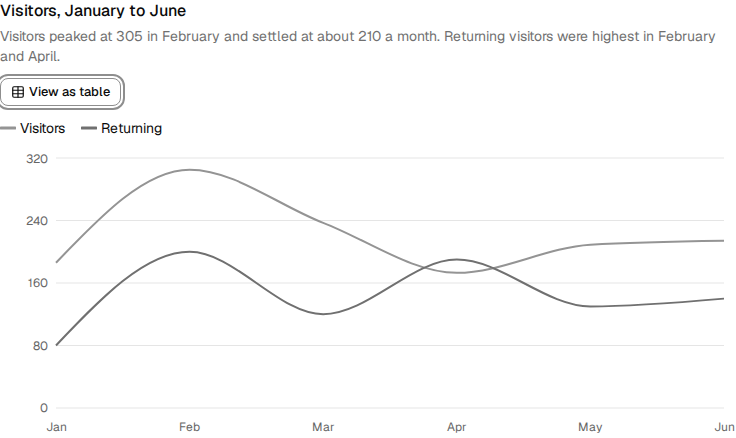 Visitors, January to June
Visitors peaked at 305 in February and settled at about 210 a month. Returning visitors were highest in February
and April.
View as table
Visitors Returning
320
240
160
80
0
Jan Feb Mar Apr May Jun